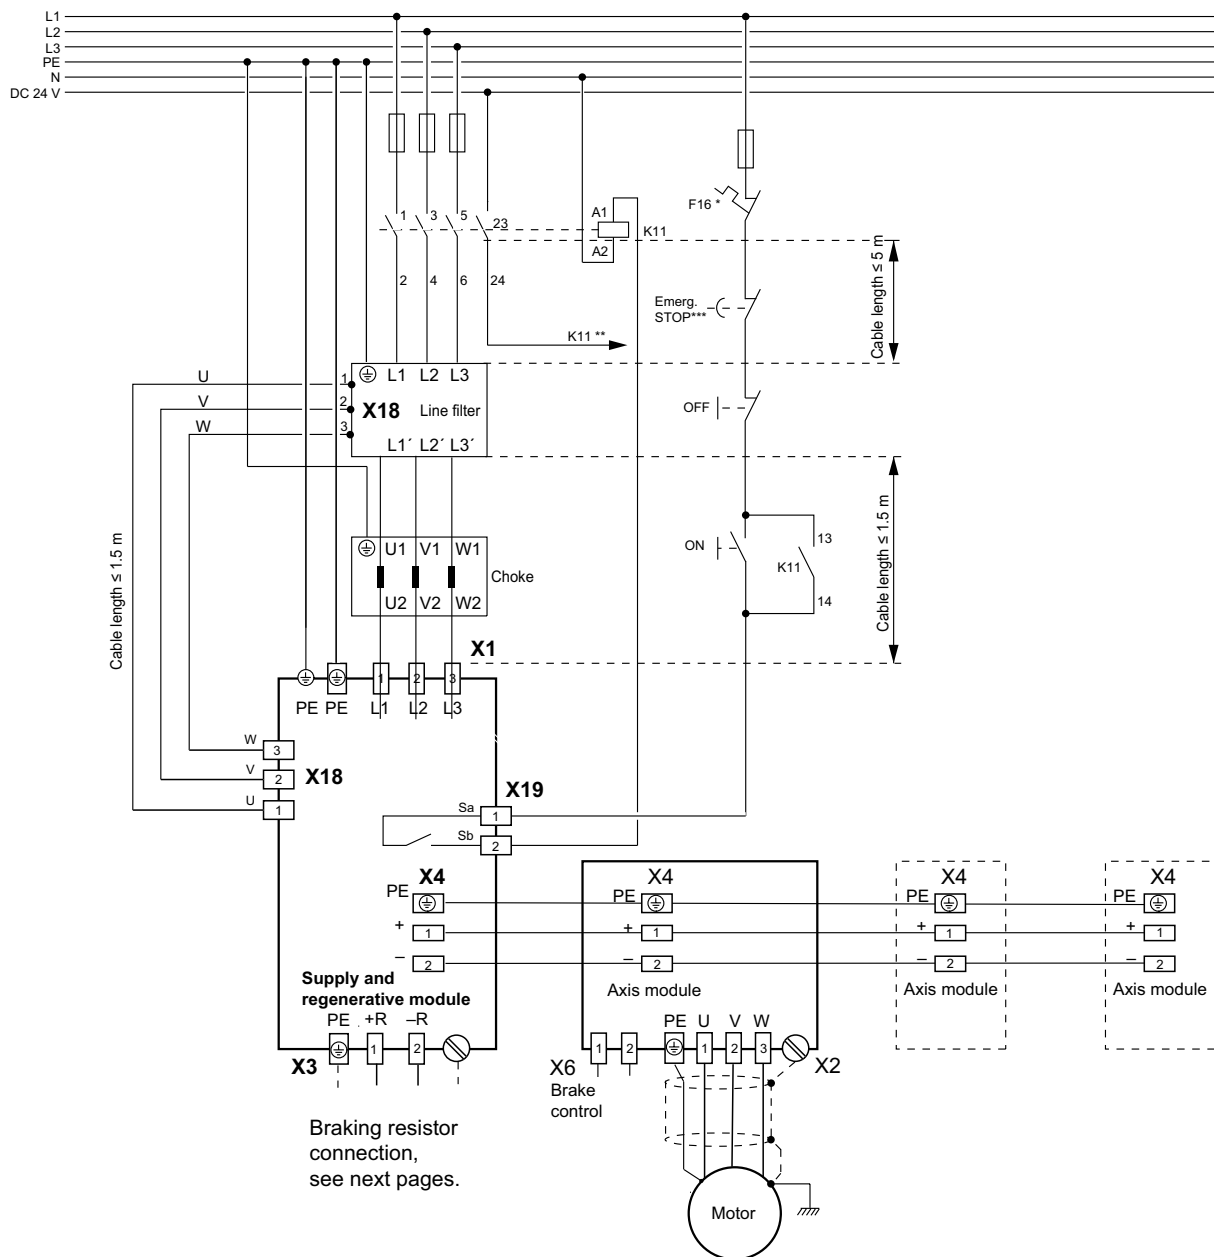 L1
L2
L3
PE
N
DC 24 V
F16 *
1 3 5 23
A1
K11
A2
2 4 6 24
Emerg.
STOP***
Cable length ≤ 5 m
K11 **
U 1 L1 L2 L3
V 2 X18 Line filter
W 3
L1´ L2´ L3´
OFF
Cable length ≤ 1.5 m
Cable length ≤ 1.5 m
ON
13
K11
14
U1 V1 W1
Choke
U2 V2 W2
X1
1 2 3
PE PE L1 L2 L3
W 3
V 2 X18
U 1
X19
Sa 1
Sb 2
X4 X4 X4 X4
PE PE PE PE
+ 1 + 1 + 1 + 1
– 2 – 2 – 2 – 2
Supply and
regenerative module
Axis module Axis module Axis module
PE +R –R
1 2
X3
PE U V W
1 2 1 2 3
X6 X2
Brake
control
Braking resistor
connection,
see next pages.
Motor